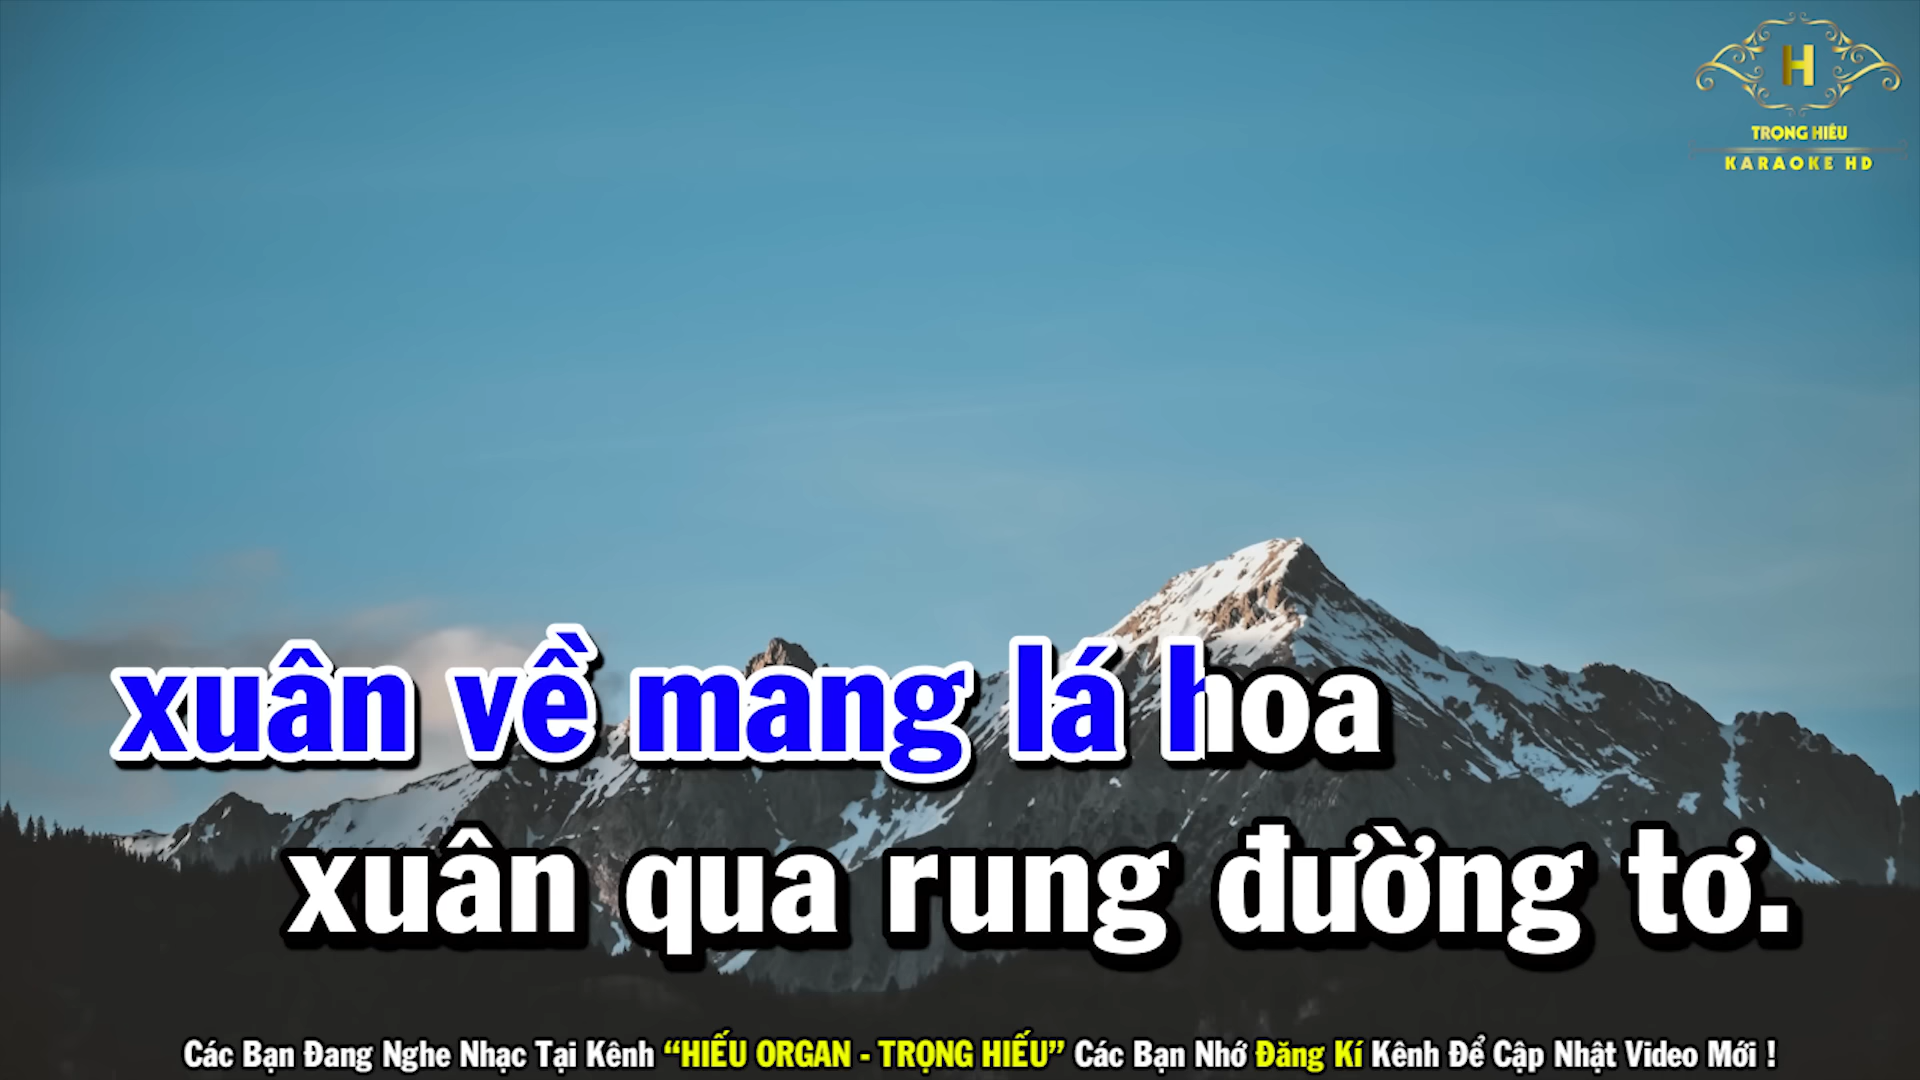 H
TRỌNG HIẾU
KARAOKE HD
xuân về mang lá hoa
xuân qua rung đường tơ.
Các Bạn Đang Nghe Nhạc Tại Kênh “HIẾU ORGAN - TRỌNG HIẾU” Các Bạn Nhớ Đăng Kí Kênh Để Cập Nhật Video Mới !